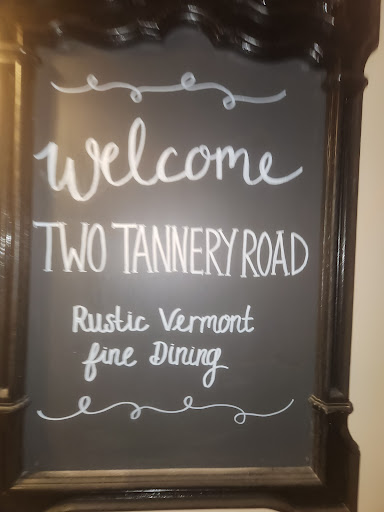 Welcome
TWO TANNERY ROAD
Rustic Vermont
fine Dining